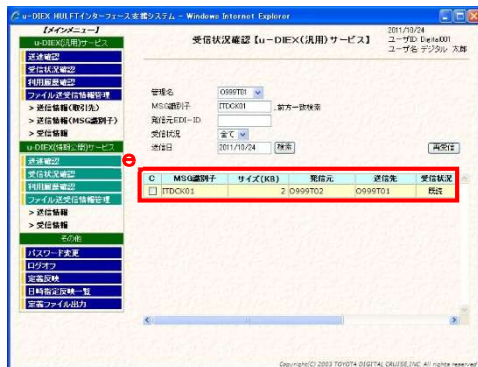 u-DIEX HULFTインターフェース支援システム - Windows Internet Explorer
【メインメニュー】
u-DIEX(汎用)サービス
送達確認
受信状況確認
利用履歴確認
ファイル送受信情報管理
> 送信情報(取引先)
> 送信情報(MSG識別子)
> 受信情報
u-DIEX(情報公開)サービス
送達確認
受信状況確認
利用履歴確認
ファイル送受信情報管理
> 送信情報
> 受信情報
その他
パスワード変更
ログオフ
定義反映
日時指定反映一覧
定義ファイル出力
受信状況確認【u-DIEX(汎用)サービス】
2011/10/24
ユーザID Digital001
ユーザ名 デジタル 太郎
管理名 O999T01
MSG識別子 ITDCK01 前方一致検索
発信元EDI-ID
受信状況 全て
送信日 2011/10/24 検索 再受信
C MSG識別子 サイズ(KB) 発信元 送信先 受信状況
ITDCK01 2 O999T02 O999T01 既読
Copyright(C) 2003 TOYOTA DIGITAL CRUISE,INC. All rights reserved